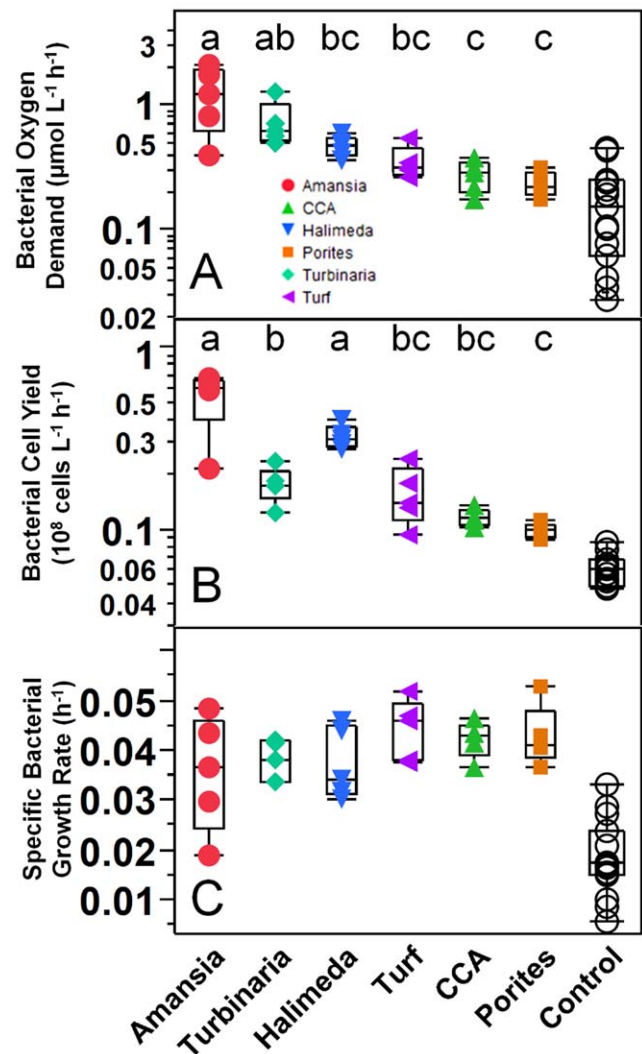 a ab bc bc c c
3
1
0.5
0.1
0.05
0.02
Bacterial Oxygen
Demand (µmol L⁻¹ h⁻¹)
Amansia
CCA
Halimeda
Porites
Turbinaria
Turf
A
a b a bc bc c
1
0.5
0.3
0.1
0.06
0.04
Bacterial Cell Yield
(10⁸ cells L⁻¹ h⁻¹)
B
0.05
0.04
0.03
0.02
0.01
Specific Bacterial
Growth Rate (h⁻¹)
C
Amansia
Turbinaria
Halimeda
Turf
CCA
Porites
Control